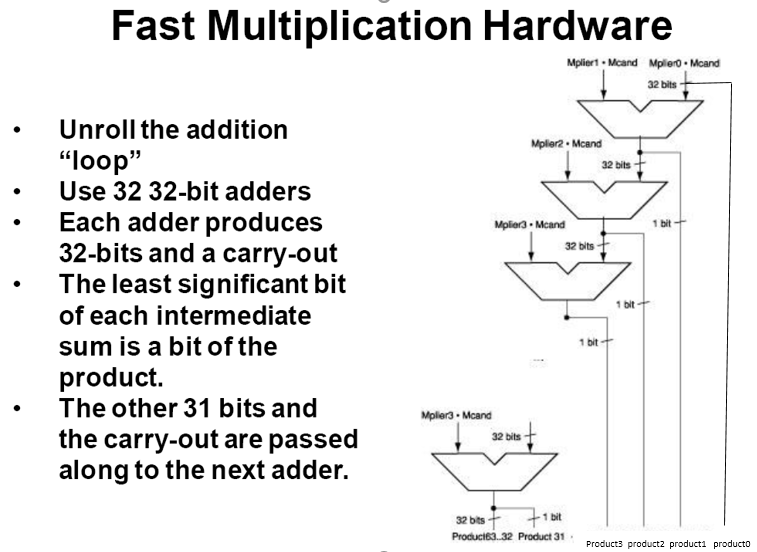 Fast Multiplication Hardware
• Unroll the addition
“loop”
• Use 32 32-bit adders
• Each adder produces
32-bits and a carry-out
• The least significant bit
of each intermediate
sum is a bit of the
product.
• The other 31 bits and
the carry-out are passed
along to the next adder.
Mplier1 • Mcand Mplier0 • Mcand
32 bits
Mplier2 • Mcand
32 bits
1 bit
Mplier3 • Mcand
32 bits
1 bit
1 bit
...
Mplier3 • Mcand
32 bits
32 bits 1 bit
Product63..32 Product 31
Product3 product2 product1 product0